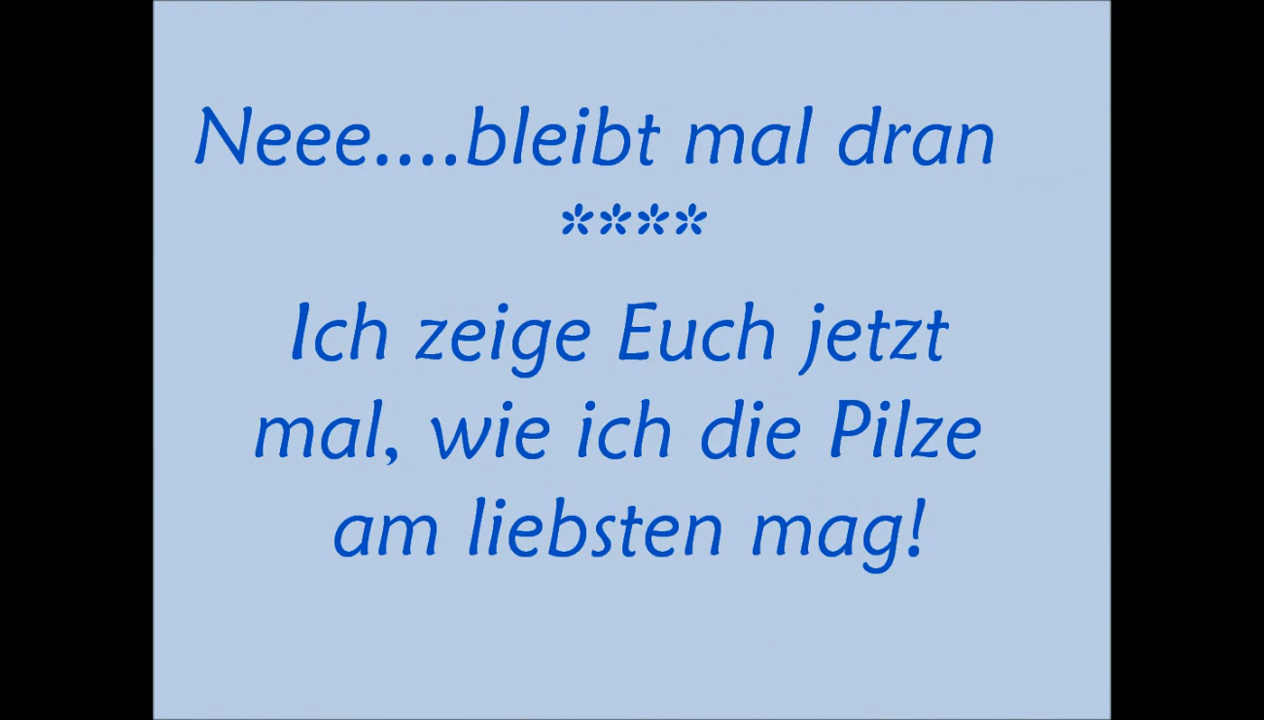 Neee....bleibt mal dran
****
Ich zeige Euch jetzt
mal, wie ich die Pilze
am liebsten mag!